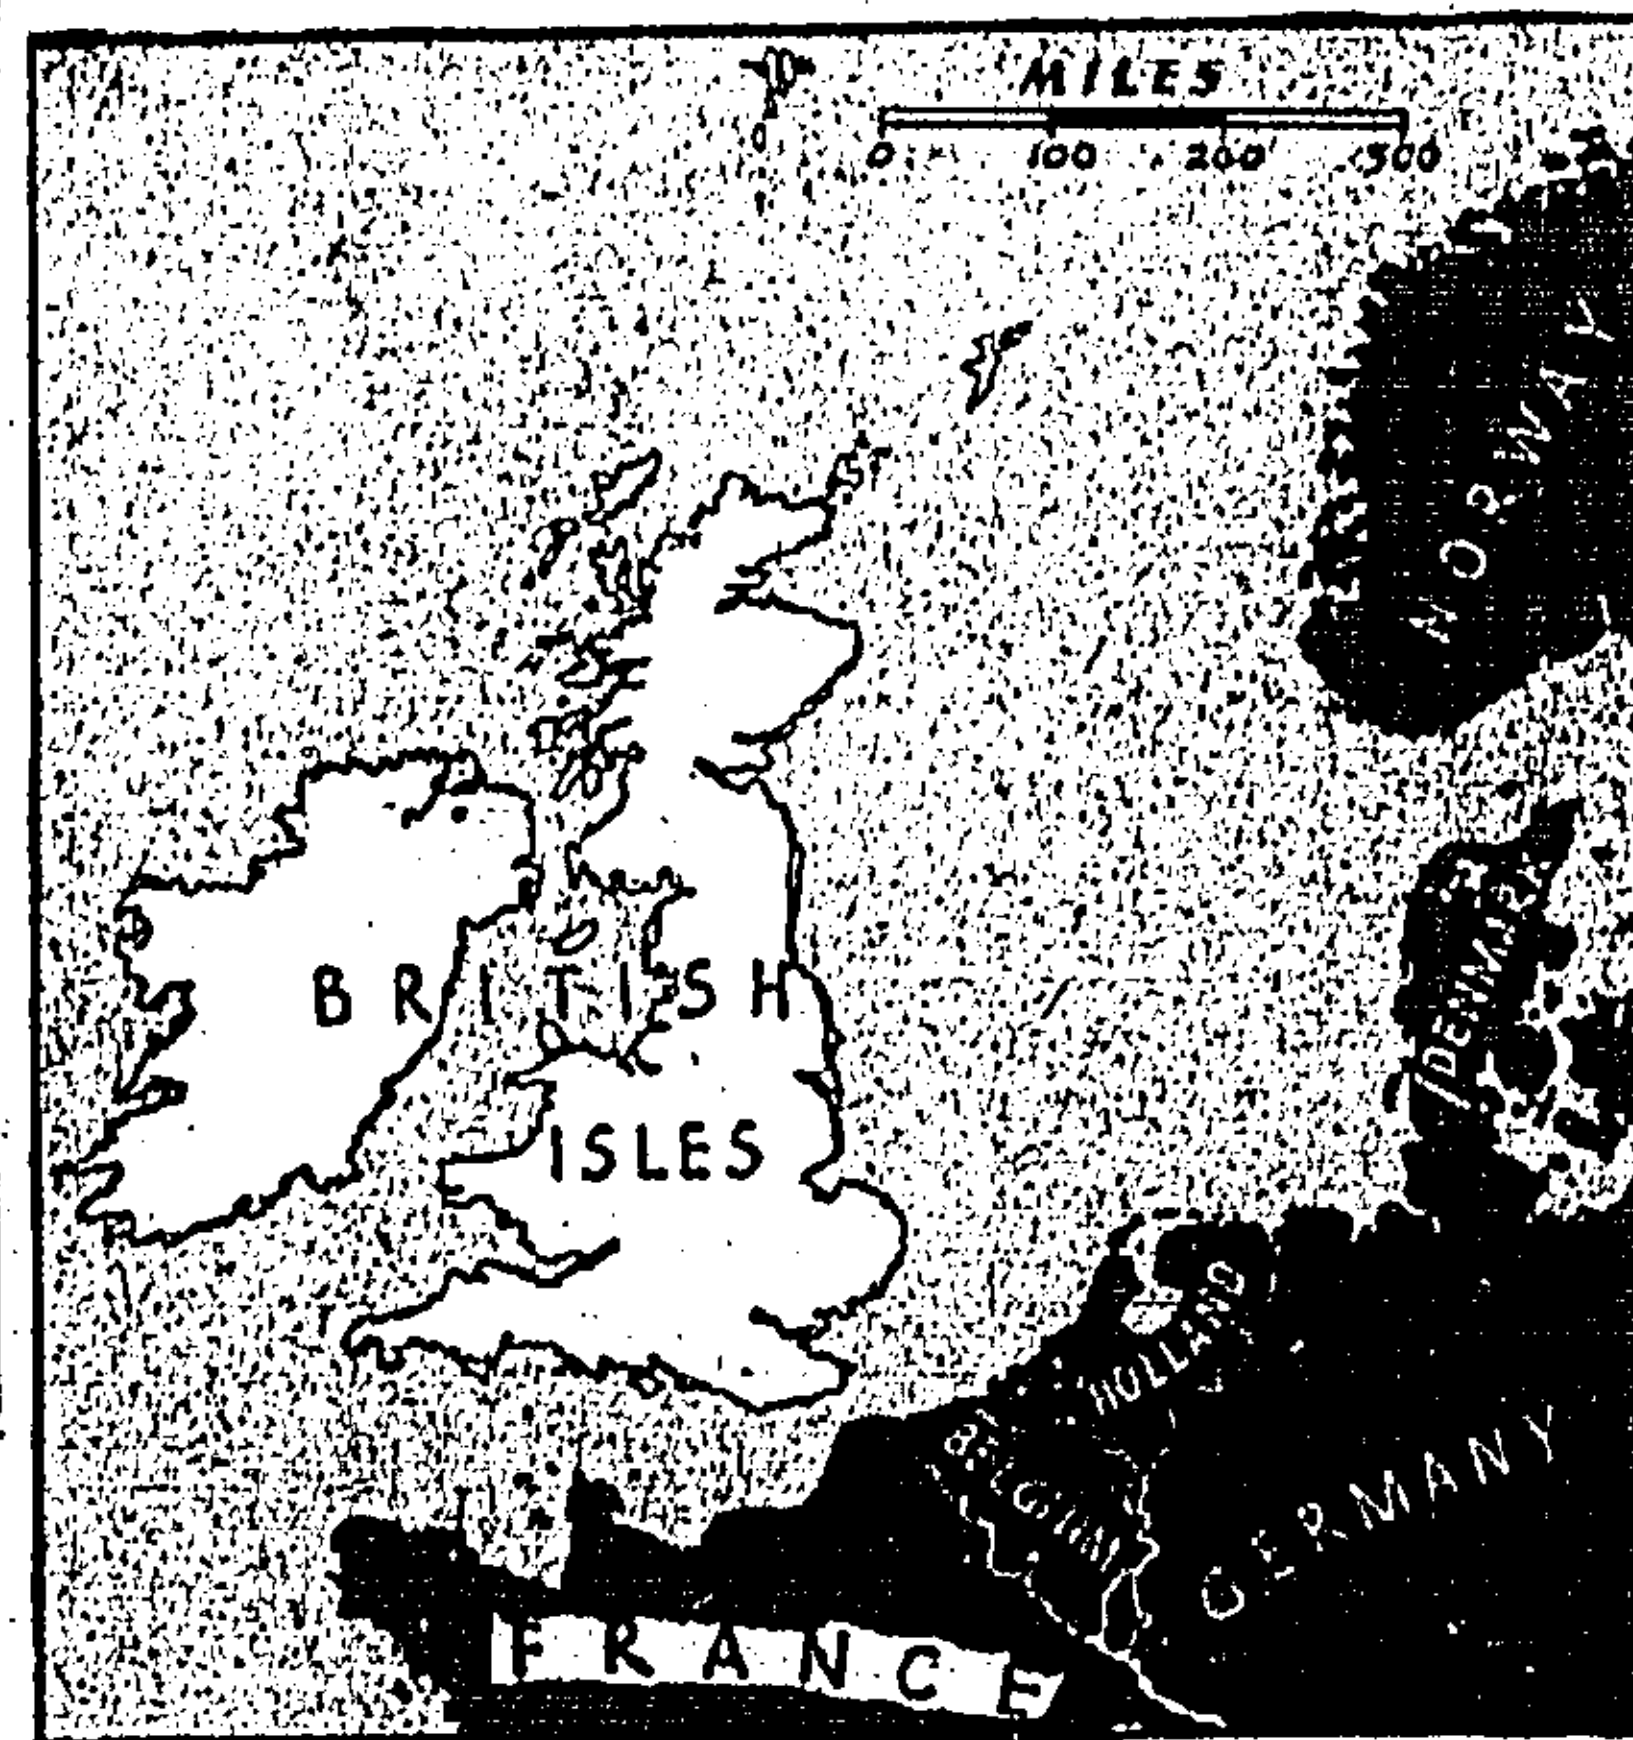 MILES
0 100 200 300
NORWAY
DENMARK
BRITISH
ISLES
HOLLAND
BELGIUM
GERMANY
FRANCE